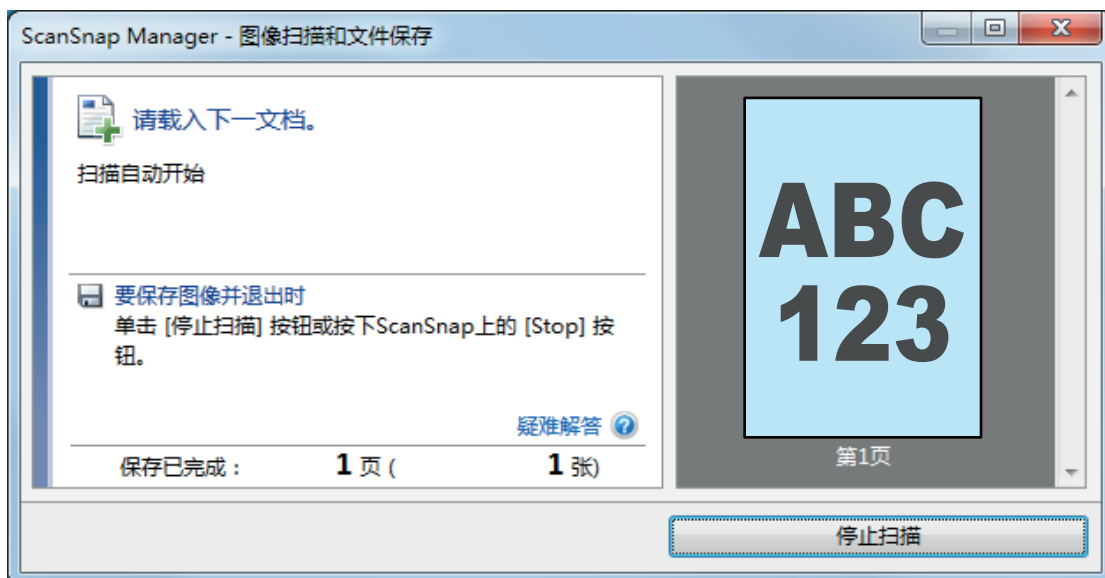 ScanSnap Manager - 图像扫描和文件保存
请载入下一文档。
扫描自动开始
要保存图像并退出时
单击 [停止扫描] 按钮或按下ScanSnap上的 [Stop] 按
钮。
疑难解答
保存已完成： 1 页 ( 1 张)
ABC
123
第1页
停止扫描